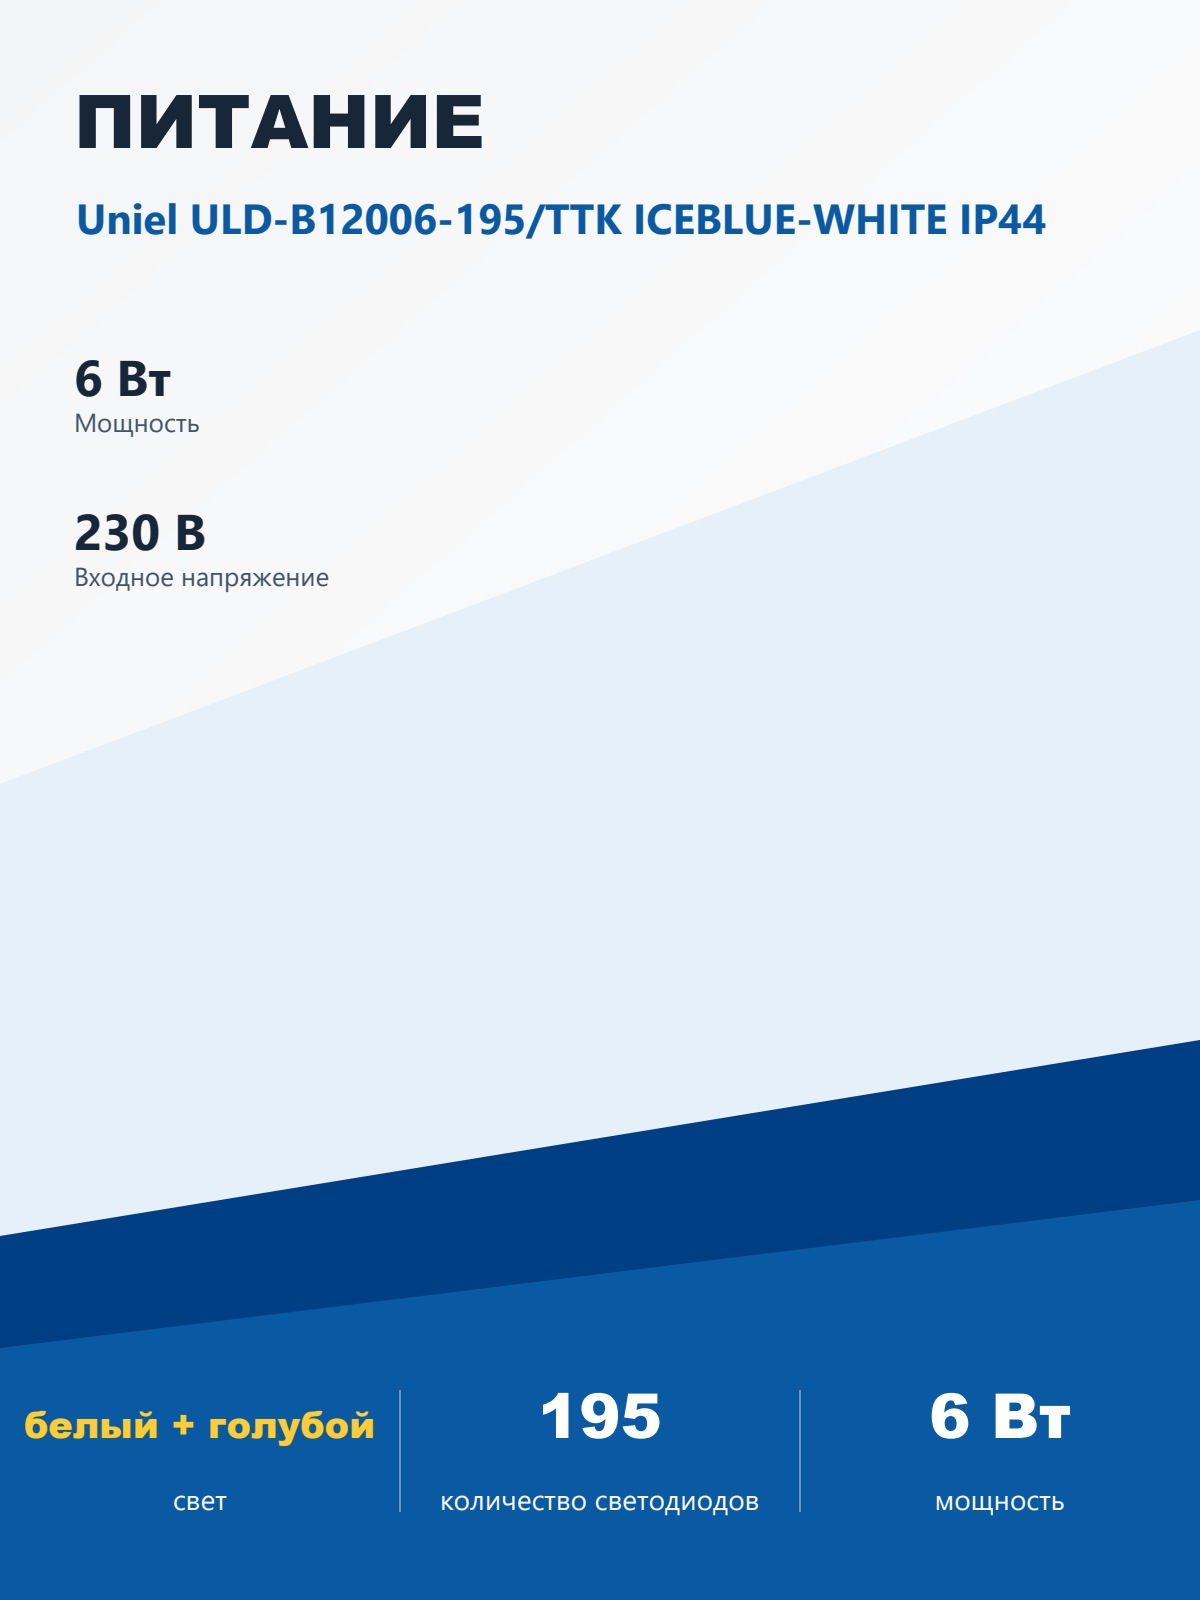 ПИТАНИЕ
Uniel ULD-B12006-195/TTK ICEBLUE-WHITE IP44
6 Вт
Мощность
230 В
Входное напряжение
белый + голубой
свет
195
количество светодиодов
6 Вт
мощность